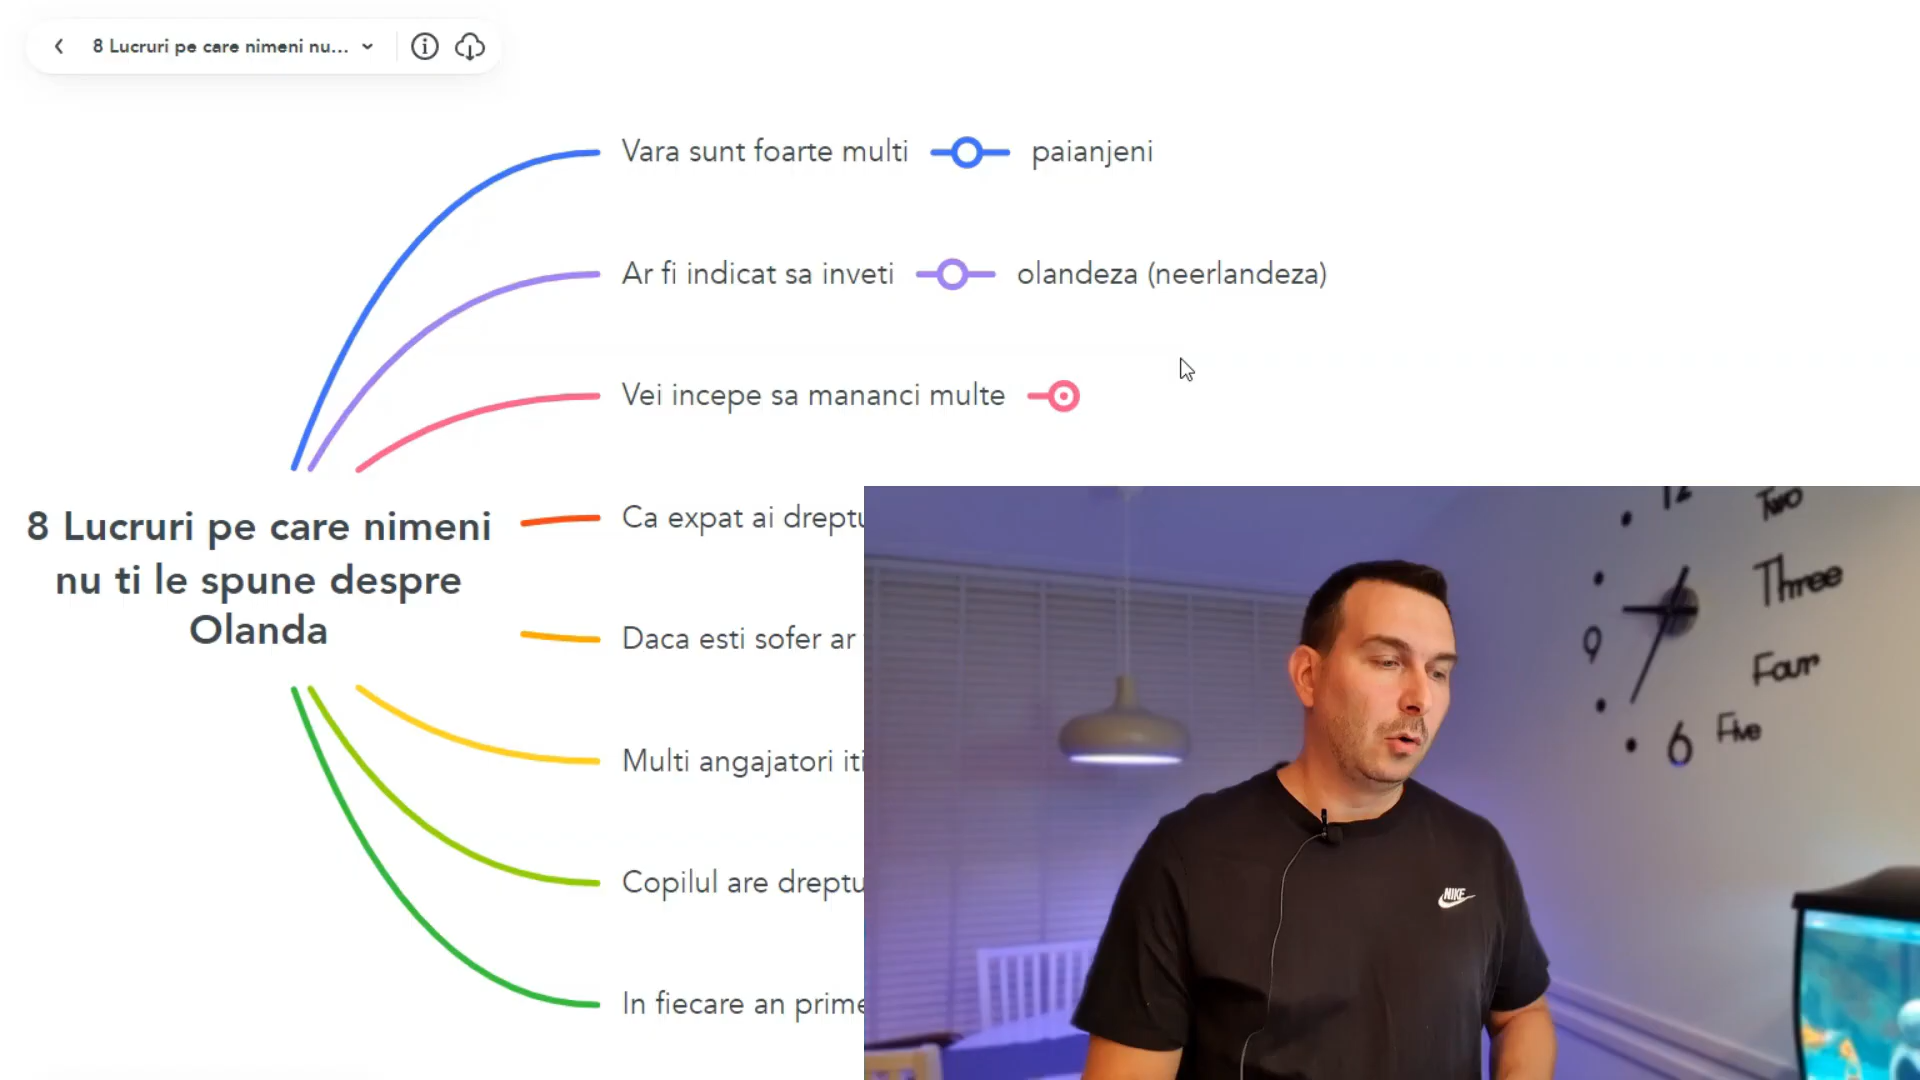 8 Lucruri pe care nimeni nu...
Vara sunt foarte multi paianjeni
Ar fi indicat sa inveti olandeza (neerlandeza)
Vei incepe sa mananci multe
8 Lucruri pe care nimeni
nu ti le spune despre
Olanda
Ca expat ai dreptu
Daca esti sofer ar
Multi angajatori iti
Copilul are dreptu
In fiecare an prime
12
Two
Three
9
Four
6
Five
NIKE